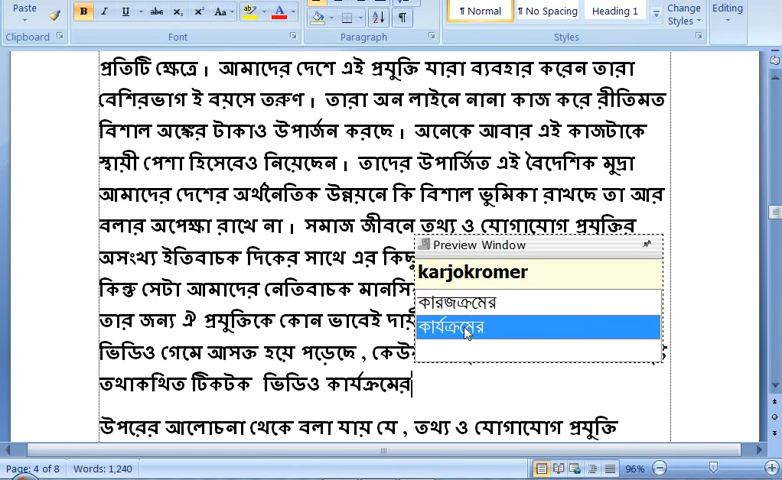 Paste
B I U abc x₂ x² Aa ab A
¶ Normal ¶ No Spacing Heading 1
Change Styles
Editing
Clipboard Font Paragraph Styles
প্রতিটি ক্ষেত্রে । আমাদের দেশে এই প্রযুক্তি যারা ব্যবহার করেন তারা
বেশিরভাগ ই বয়সে তরুণ । তারা অন লাইনে নানা কাজ করে রীতিমত
বিশাল অঙ্কের টাকাও উপার্জন করছে । অনেকে আবার এই কাজটাকে
স্থায়ী পেশা হিসেবেও নিয়েছেন । তাদের উপার্জিত এই বৈদেশিক মুদ্রা
আমাদের দেশের অর্থনৈতিক উন্নয়নে কি বিশাল ভুমিকা রাখছে তা আর
বলার অপেক্ষা রাখে না । সমাজ জীবনে তথ্য ও যোগাযোগ প্রযুক্তির
অসংখ্য ইতিবাচক দিকের সাথে এর কিছু
কিন্তু সেটা আমাদের নেতিবাচক
তার জন্য ঐ প্রযুক্তিকে কোন ভাবেই
ভিডিও গেমে আসক্ত হয়ে পড়েছে ,
তথাকথিত টিকটক ভিডিও কার্যক্রমের
উপরের আলোচনা থেকে বলা যায় যে , তথ্য ও যোগাযোগ প্রযুক্তি
Preview Window
karjokromer
কারজক্রমের
কার্যক্রমের
Page: 4 of 8 Words: 1,240 96%